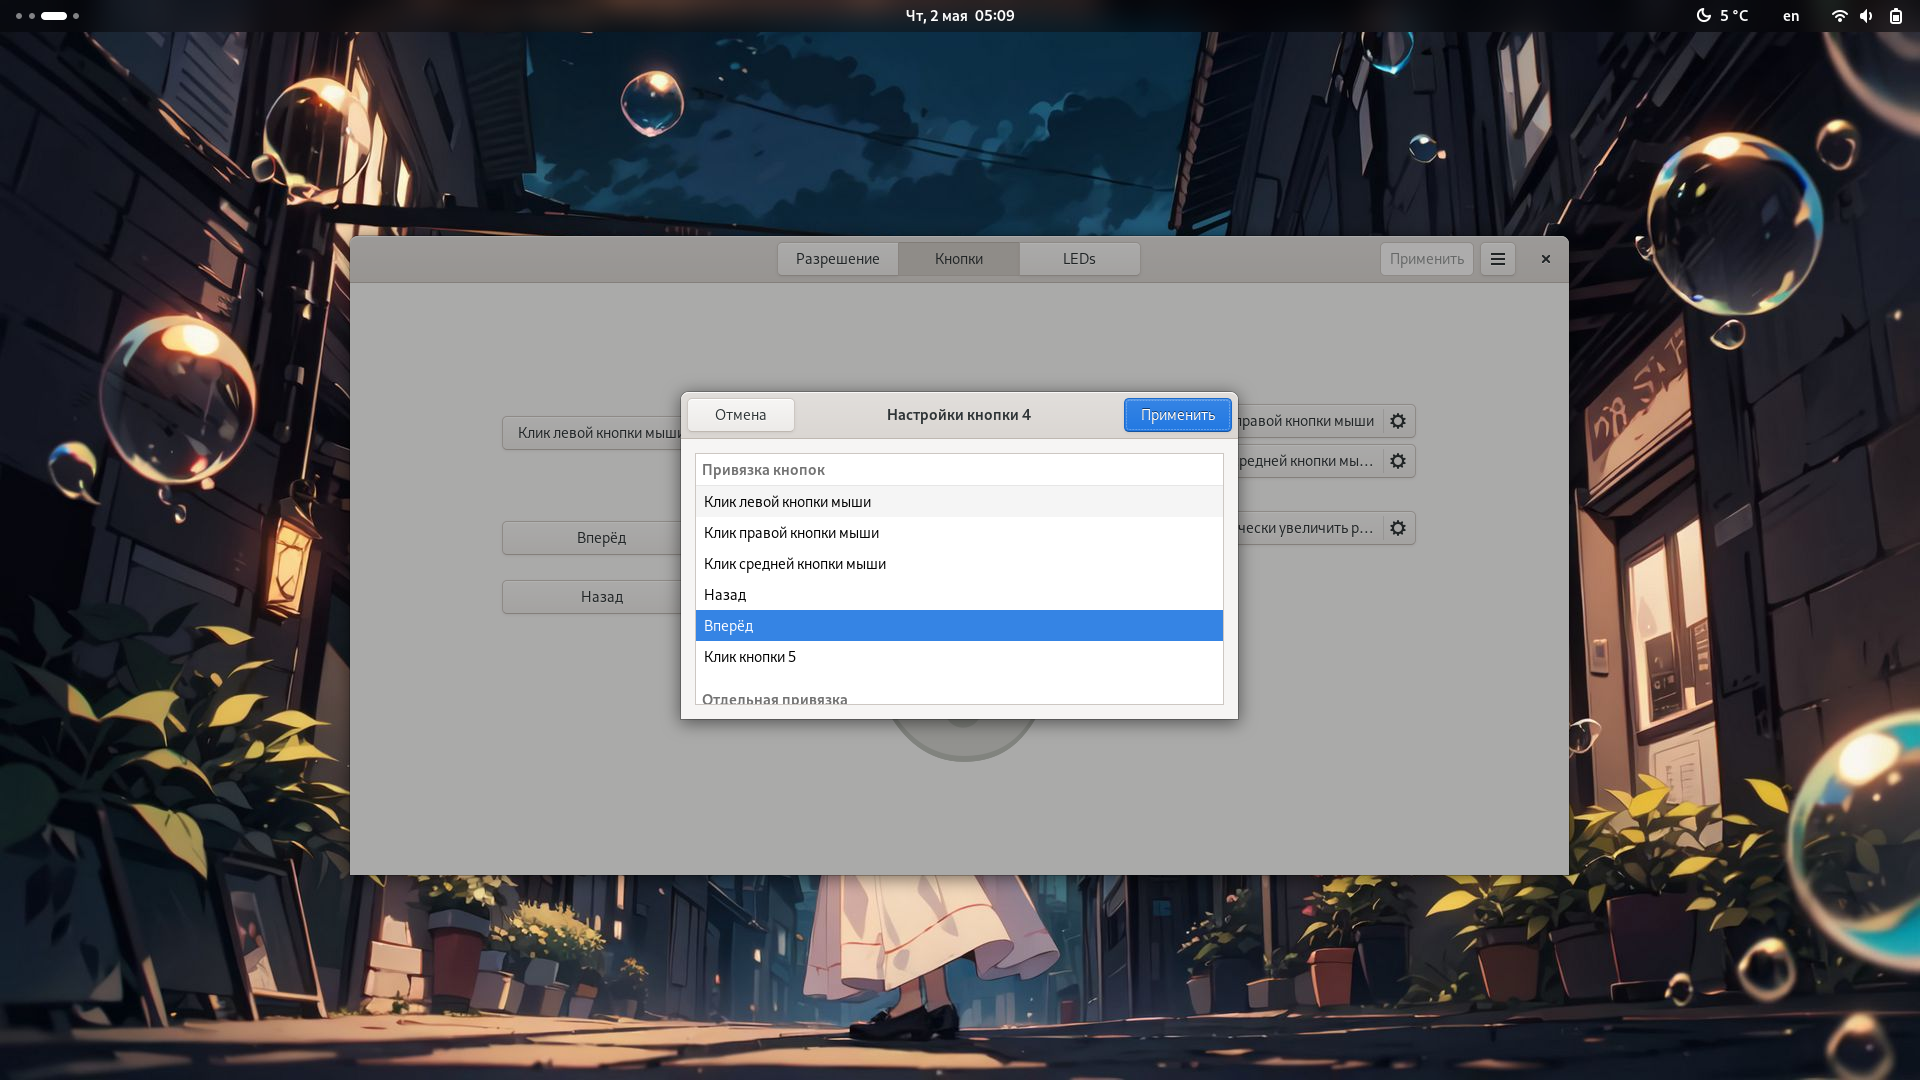 Чт, 2 мая 05:09
5 °C
en
Разрешение
Кнопки
LEDs
Применить
Отмена
Настройки кнопки 4
Применить
Клик левой кнопки мыши
правой кнопки мыши
редней кнопки мы…
Вперёд
чески увеличить р…
Назад
Привязка кнопок
Клик левой кнопки мыши
Клик правой кнопки мыши
Клик средней кнопки мыши
Назад
Вперёд
Клик кнопки 5
Отдельная привязка